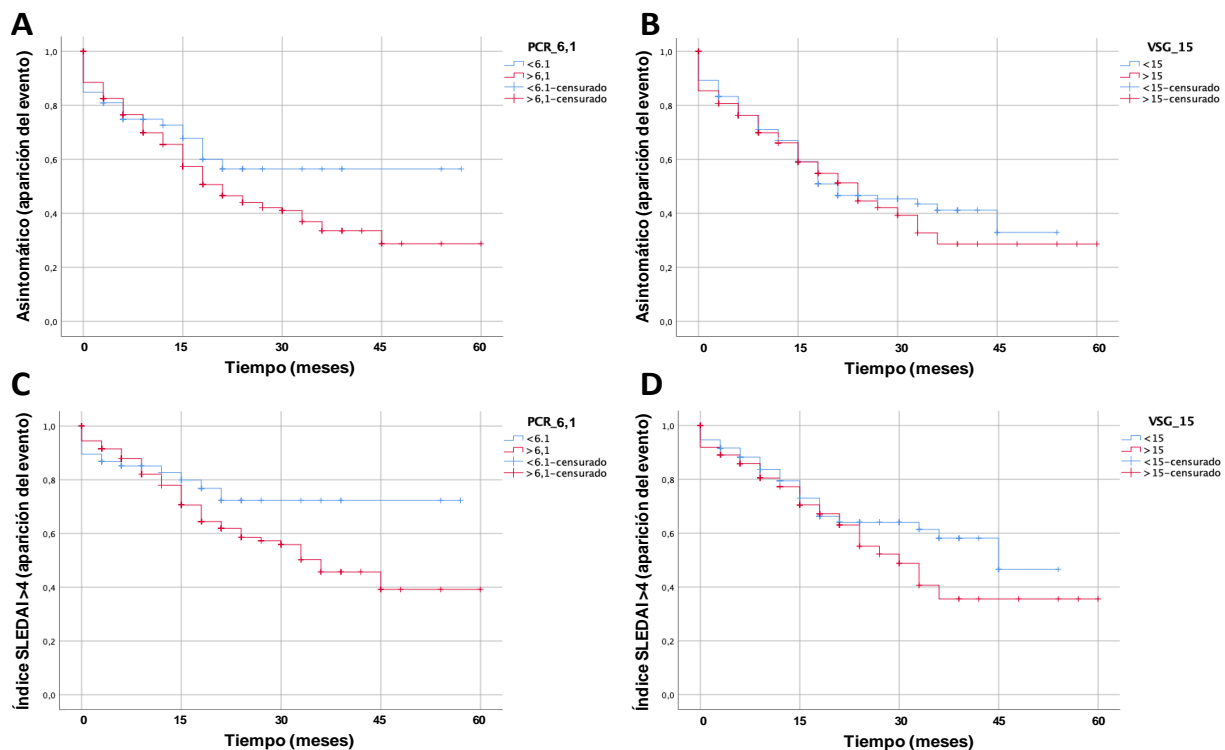 A
Asintomático (aparición del evento)
1,0
0,8
0,6
0,4
0,2
0,0
0 15 30 45 60
Tiempo (meses)
PCR_6,1
<6.1
>6,1
<6.1-censurado
>6,1-censurado
B
Asintomático (aparición del evento)
1,0
0,8
0,6
0,4
0,2
0,0
0 15 30 45 60
Tiempo (meses)
VSG_15
<15
>15
<15-censurado
>15-censurado
C
Índice SLEDAI >4 (aparición del evento)
1,0
0,8
0,6
0,4
0,2
0,0
0 15 30 45 60
Tiempo (meses)
PCR_6,1
<6.1
>6,1
<6.1-censurado
>6,1-censurado
D
Índice SLEDAI >4 (aparición del evento)
1,0
0,8
0,6
0,4
0,2
0,0
0 15 30 45 60
Tiempo (meses)
VSG_15
<15
>15
<15-censurado
>15-censurado